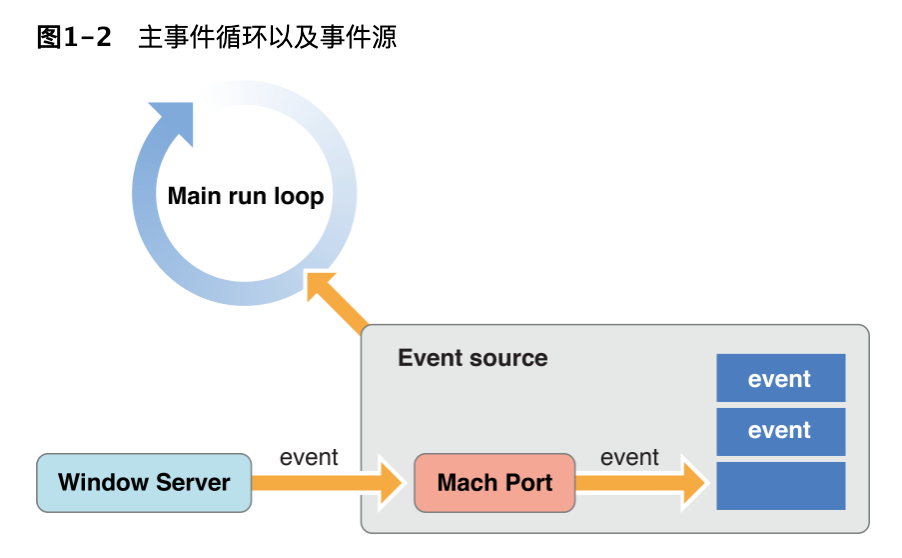 图1-2 主事件循环以及事件源
Main run loop
Event source
event
event
Window Server
event
Mach Port
event